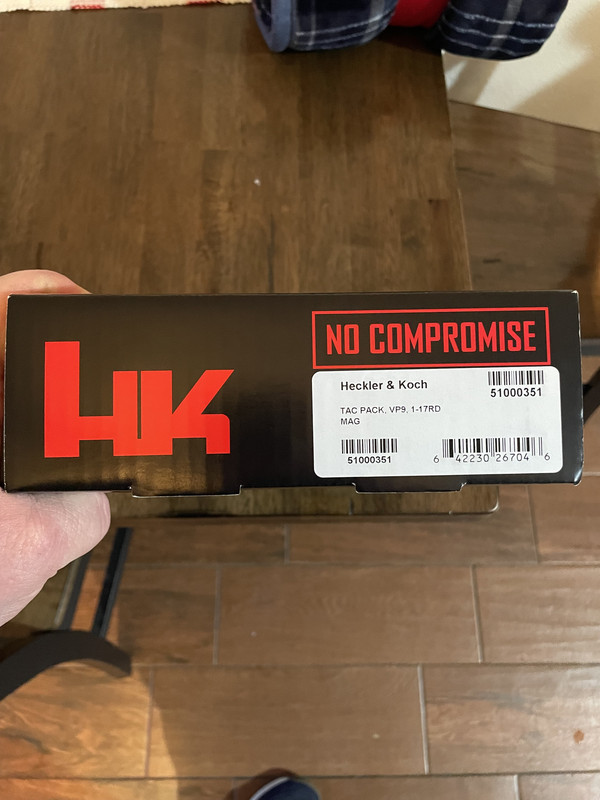 HK
NO COMPROMISE
Heckler & Koch
51000351
TAC PACK, VP9, 1-17RD
MAG
51000351
6 42230 26704 6